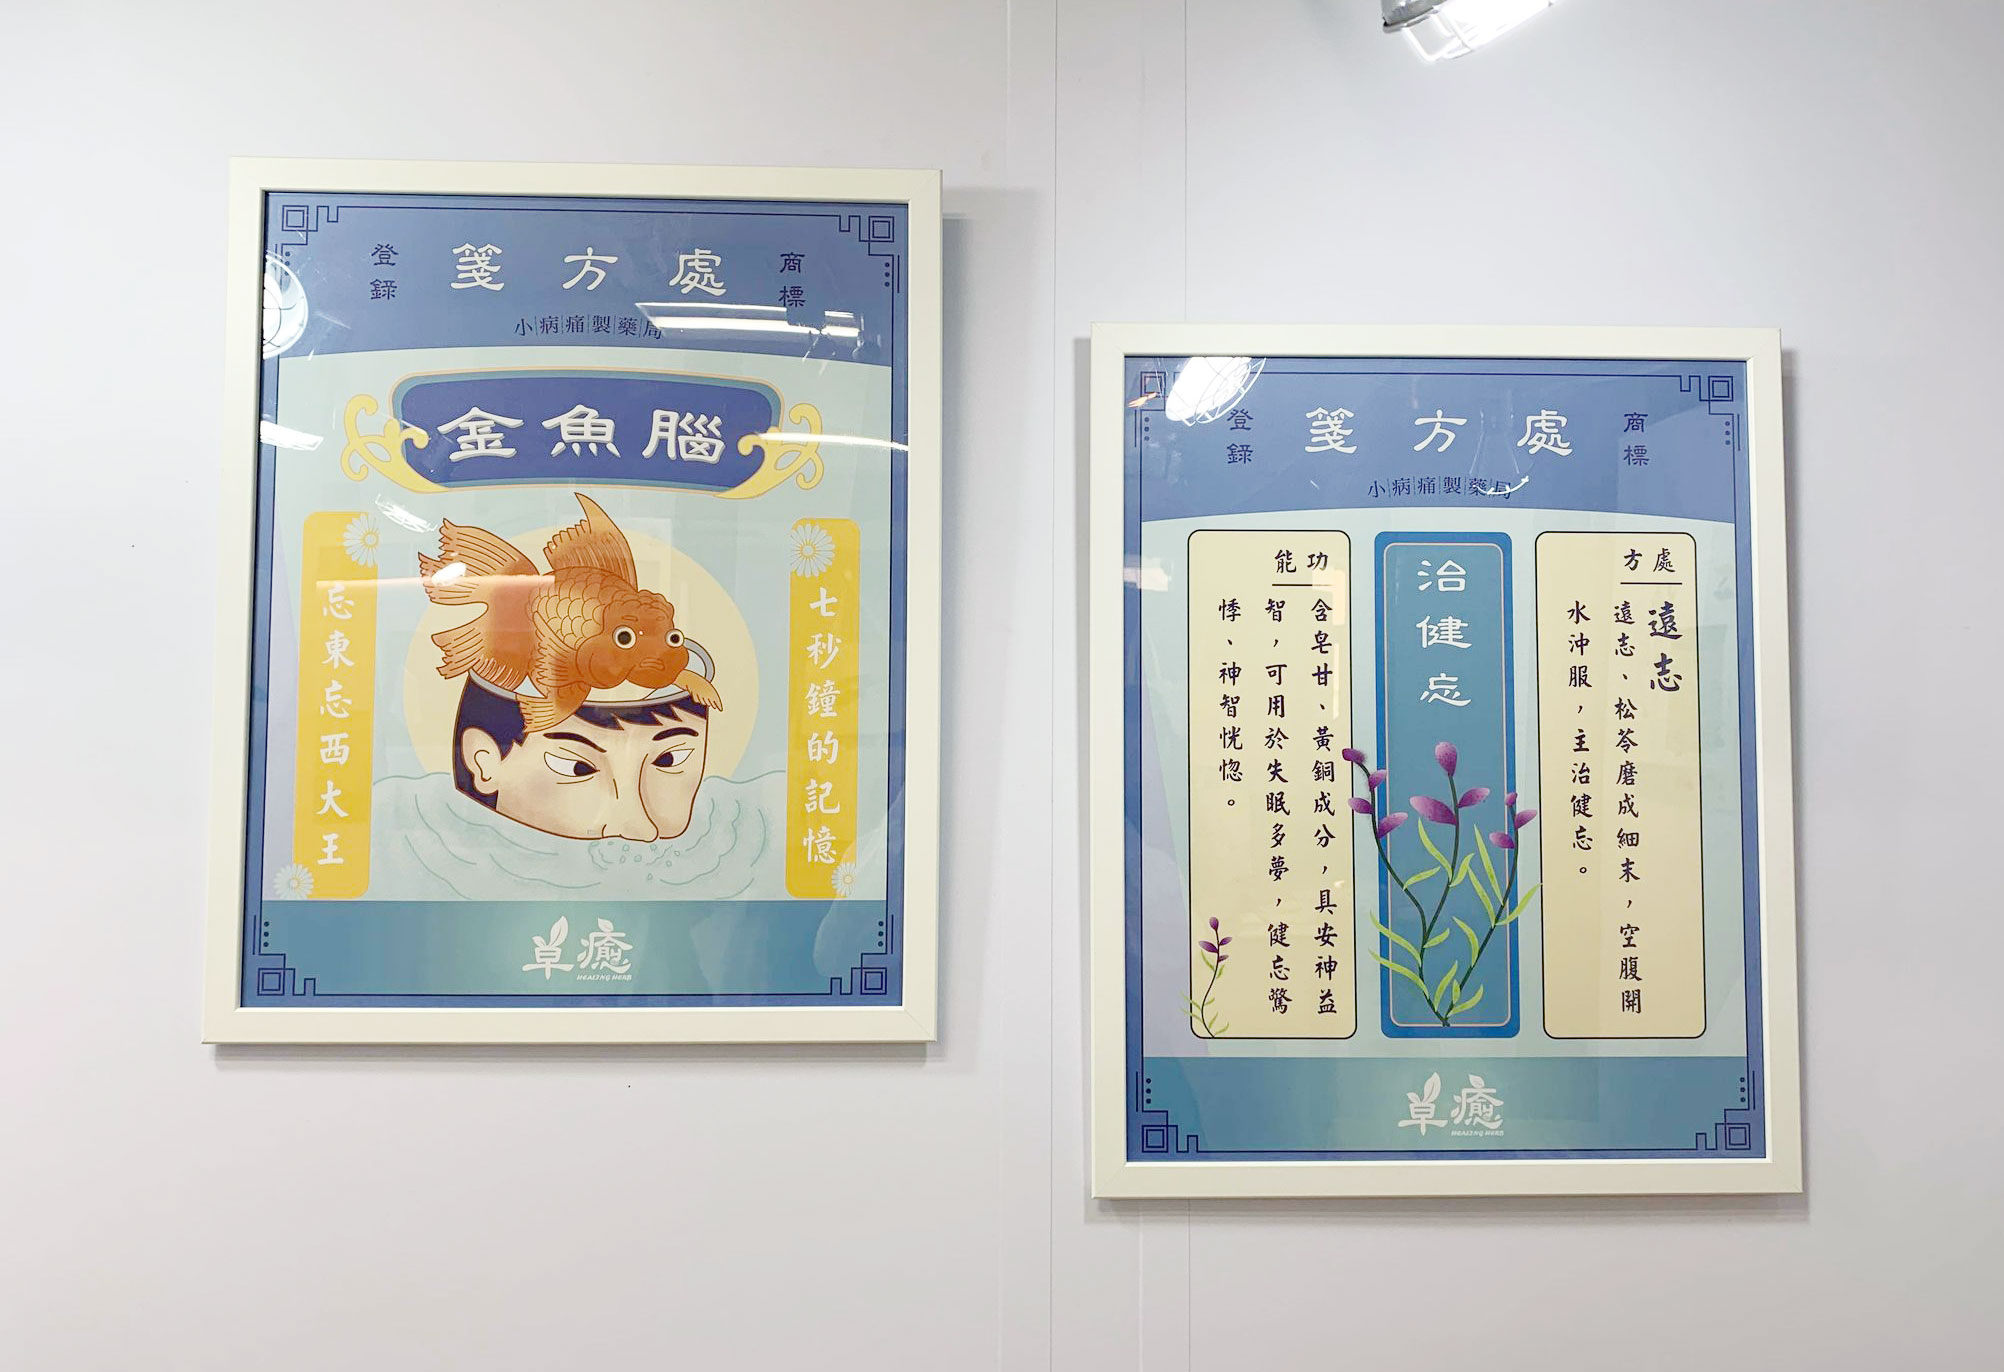 商標
處方箋
登錄
小病痛製藥局
金魚腦
七秒鐘的記憶
忘東忘西大王
草癒
HEALING HERB
商標
處方箋
登錄
小病痛製藥局
處方
遠志
遠志、松苓磨成細末，空腹開
水沖服，主治健忘。
治健忘
功能
含皂甘、黃銅成分，具安神益
智，可用於失眠多夢，健忘驚
悸、神智恍惚。
草癒
HEALING HERB